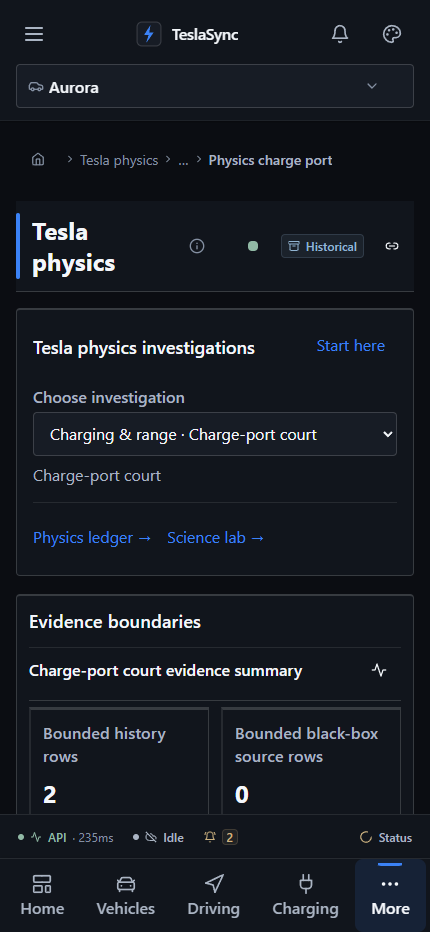 TeslaSync
Aurora
Tesla physics
...
Physics charge port
Tesla
physics
Historical
Tesla physics investigations
Start here
Choose investigation
Charging & range · Charge-port court
Charge-port court
Physics ledger →
Science lab →
Evidence boundaries
Charge-port court evidence summary
Bounded history
rows
2
Bounded black-box
source rows
0
API · 235ms
Idle
2
Status
Home
Vehicles
Driving
Charging
More